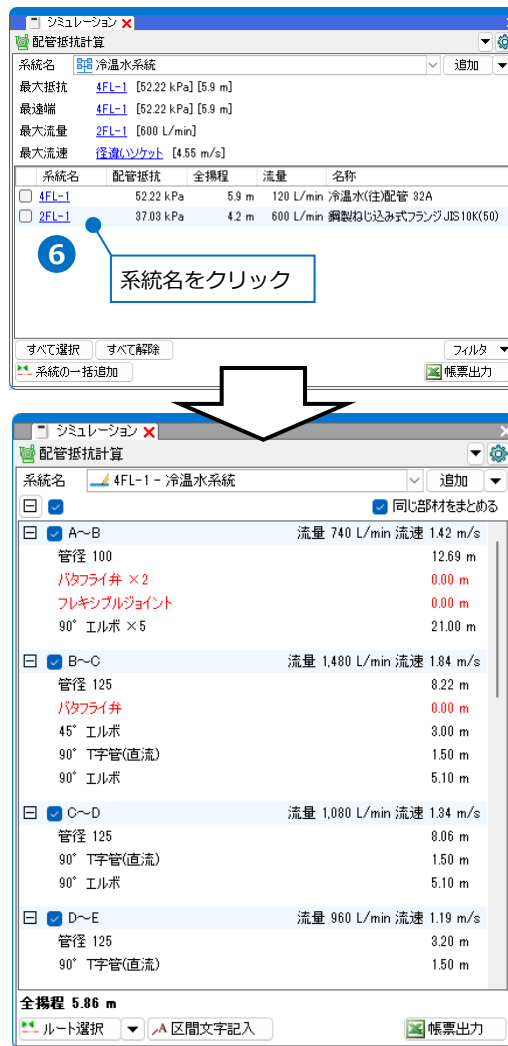 シミュレーション
配管抵抗計算
系統名 冷温水系統 追加
最大抵抗 4FL-1 [52.22 kPa] [5.9 m]
最遠端 4FL-1 [52.22 kPa] [5.9 m]
最大流量 2FL-1 [600 L/min]
最大流速 径違いソケット [4.55 m/s]
系統名 配管抵抗 全揚程 流量 名称
4FL-1 52.22 kPa 5.9 m 120 L/min 冷温水(往)配管 32A
2FL-1 37.03 kPa 4.2 m 600 L/min 鋼製ねじ込み式フランジJIS10K(50)
6
系統名をクリック
すべて選択 すべて解除 フィルタ
系統の一括追加 帳票出力
シミュレーション
配管抵抗計算
系統名 4FL-1 - 冷温水系統 追加
同じ部材をまとめる
A～B 流量 740 L/min 流速 1.42 m/s
管径 100 12.69 m
バタフライ弁 ×2 0.00 m
フレキシブルジョイント 0.00 m
90° エルボ ×5 21.00 m
B～C 流量 1,480 L/min 流速 1.84 m/s
管径 125 8.22 m
バタフライ弁 0.00 m
45° エルボ 3.00 m
90° T字管(直流) 1.50 m
90° エルボ 5.10 m
C～D 流量 1,080 L/min 流速 1.34 m/s
管径 125 8.06 m
90° T字管(直流) 1.50 m
90° エルボ 5.10 m
D～E 流量 960 L/min 流速 1.19 m/s
管径 125 3.20 m
90° T字管(直流) 1.50 m
全揚程 5.86 m
ルート選択 区間文字記入 帳票出力